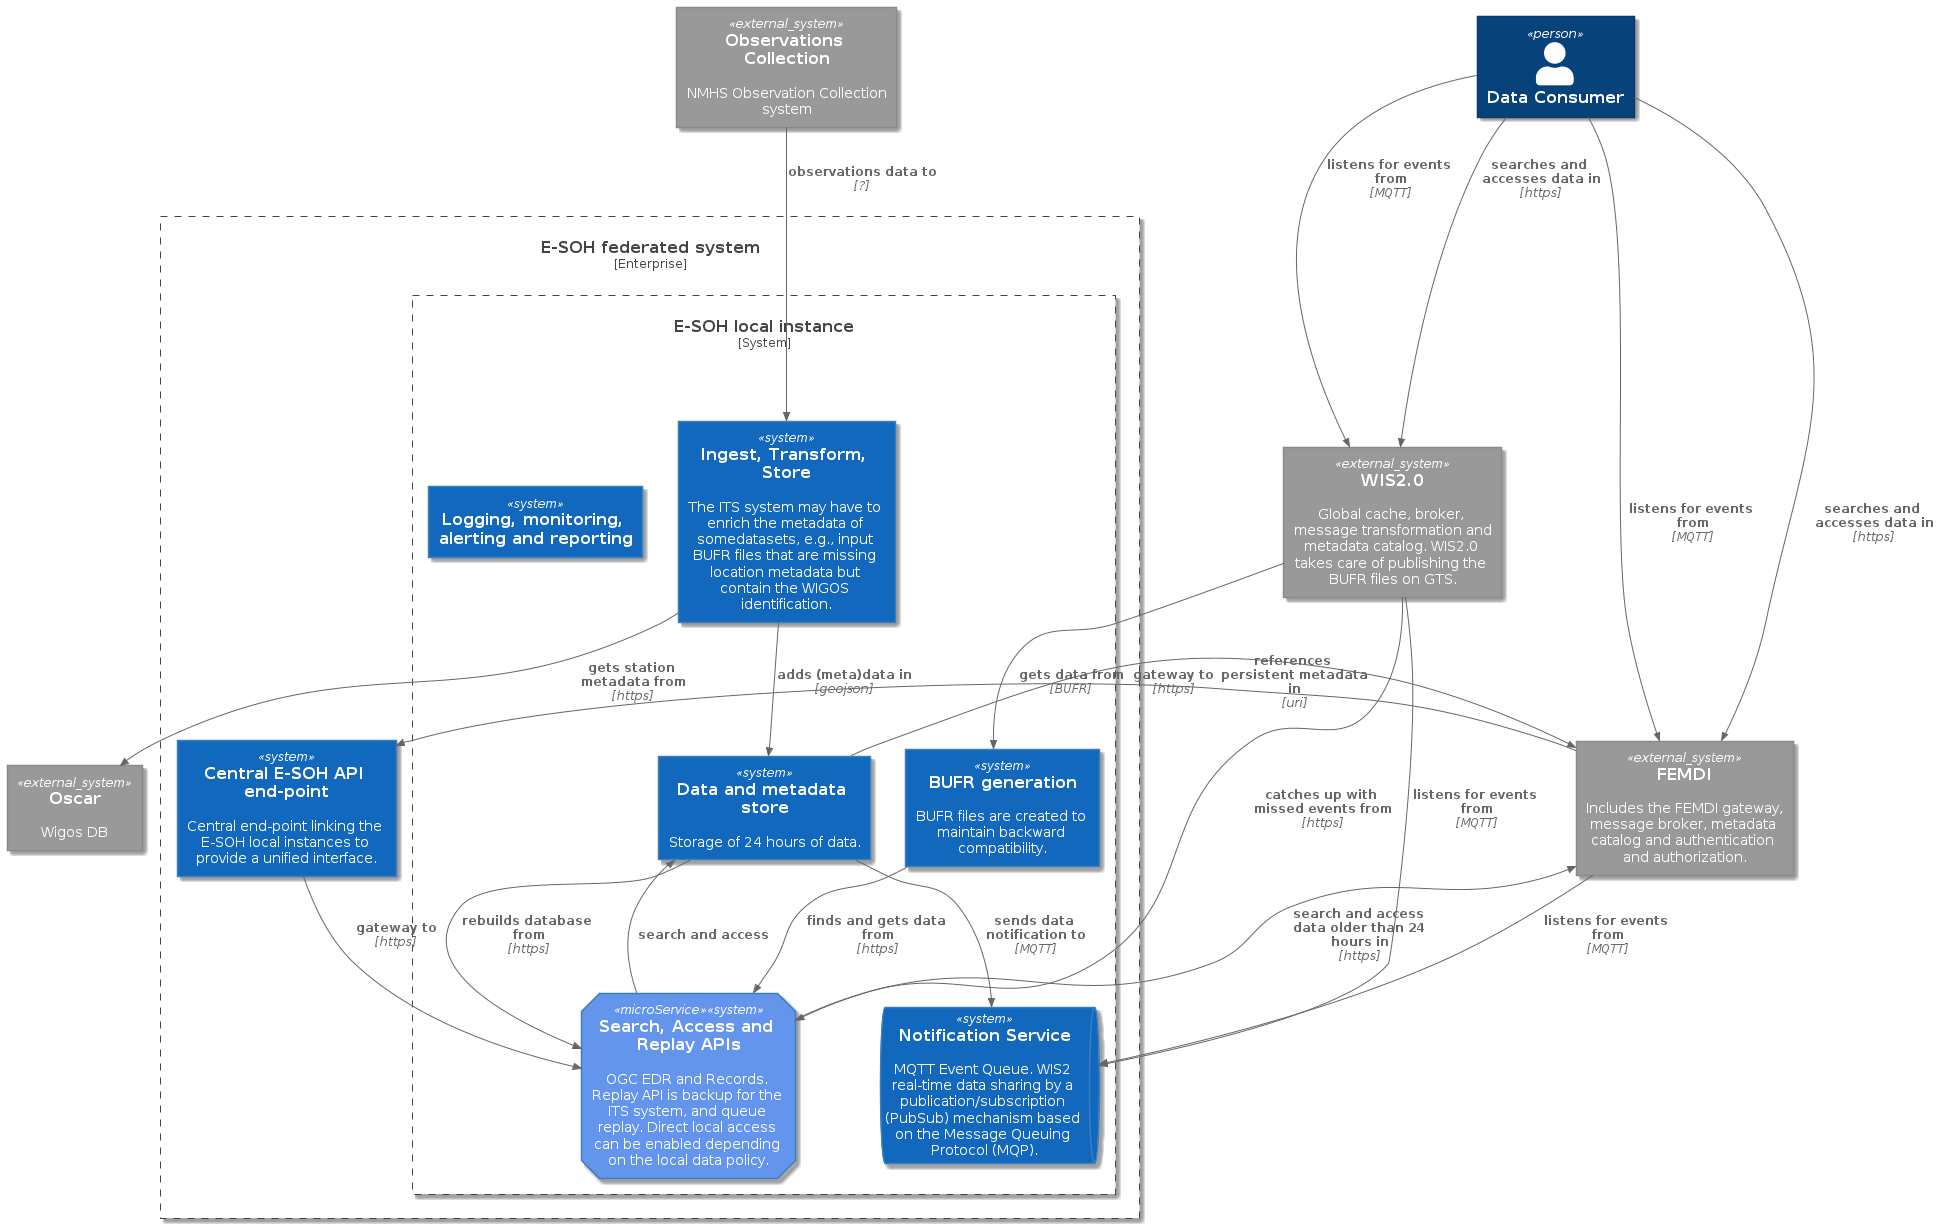 «external_system»
Observations
Collection
NMHS Observation Collection
system
«person»
Data Consumer
observations data to
[?]
listens for events
from
[MQTT]
searches and
accesses data in
[https]
E-SOH federated system
[Enterprise]
E-SOH local instance
[System]
«system»
Ingest, Transform,
Store
The ITS system may have to
enrich the metadata of
somedatasets, e.g., input
BUFR files that are missing
location metadata but
contain the WIGOS
identification.
«system»
Logging, monitoring,
alerting and reporting
«external_system»
WIS2.0
Global cache, broker,
message transformation and
metadata catalog. WIS2.0
takes care of publishing the
BUFR files on GTS.
listens for events
from
[MQTT]
searches and
accesses data in
[https]
gets station
metadata from
[https]
adds (meta)data in
[geojson]
gets data from
[BUFR]
gateway to
[https]
references
persistent metadata
in
[uri]
«external_system»
Oscar
Wigos DB
«system»
Central E-SOH API
end-point
Central end-point linking the
E-SOH local instances to
provide a unified interface.
«system»
Data and metadata
store
Storage of 24 hours of data.
«system»
BUFR generation
BUFR files are created to
maintain backward
compatibility.
catches up with
missed events from
[https]
listens for events
from
[MQTT]
«external_system»
FEMDI
Includes the FEMDI gateway,
message broker, metadata
catalog and authentication
and authorization.
gateway to
[https]
rebuilds database
from
[https]
search and access
finds and gets data
from
[https]
sends data
notification to
[MQTT]
search and access
data older than 24
hours in
[https]
listens for events
from
[MQTT]
«microService»«system»
Search, Access and
Replay APIs
OGC EDR and Records.
Replay API is backup for the
ITS system, and queue
replay. Direct local access
can be enabled depending
on the local data policy.
«system»
Notification Service
MQTT Event Queue. WIS2
real-time data sharing by a
publication/subscription
(PubSub) mechanism based
on the Message Queuing
Protocol (MQP).